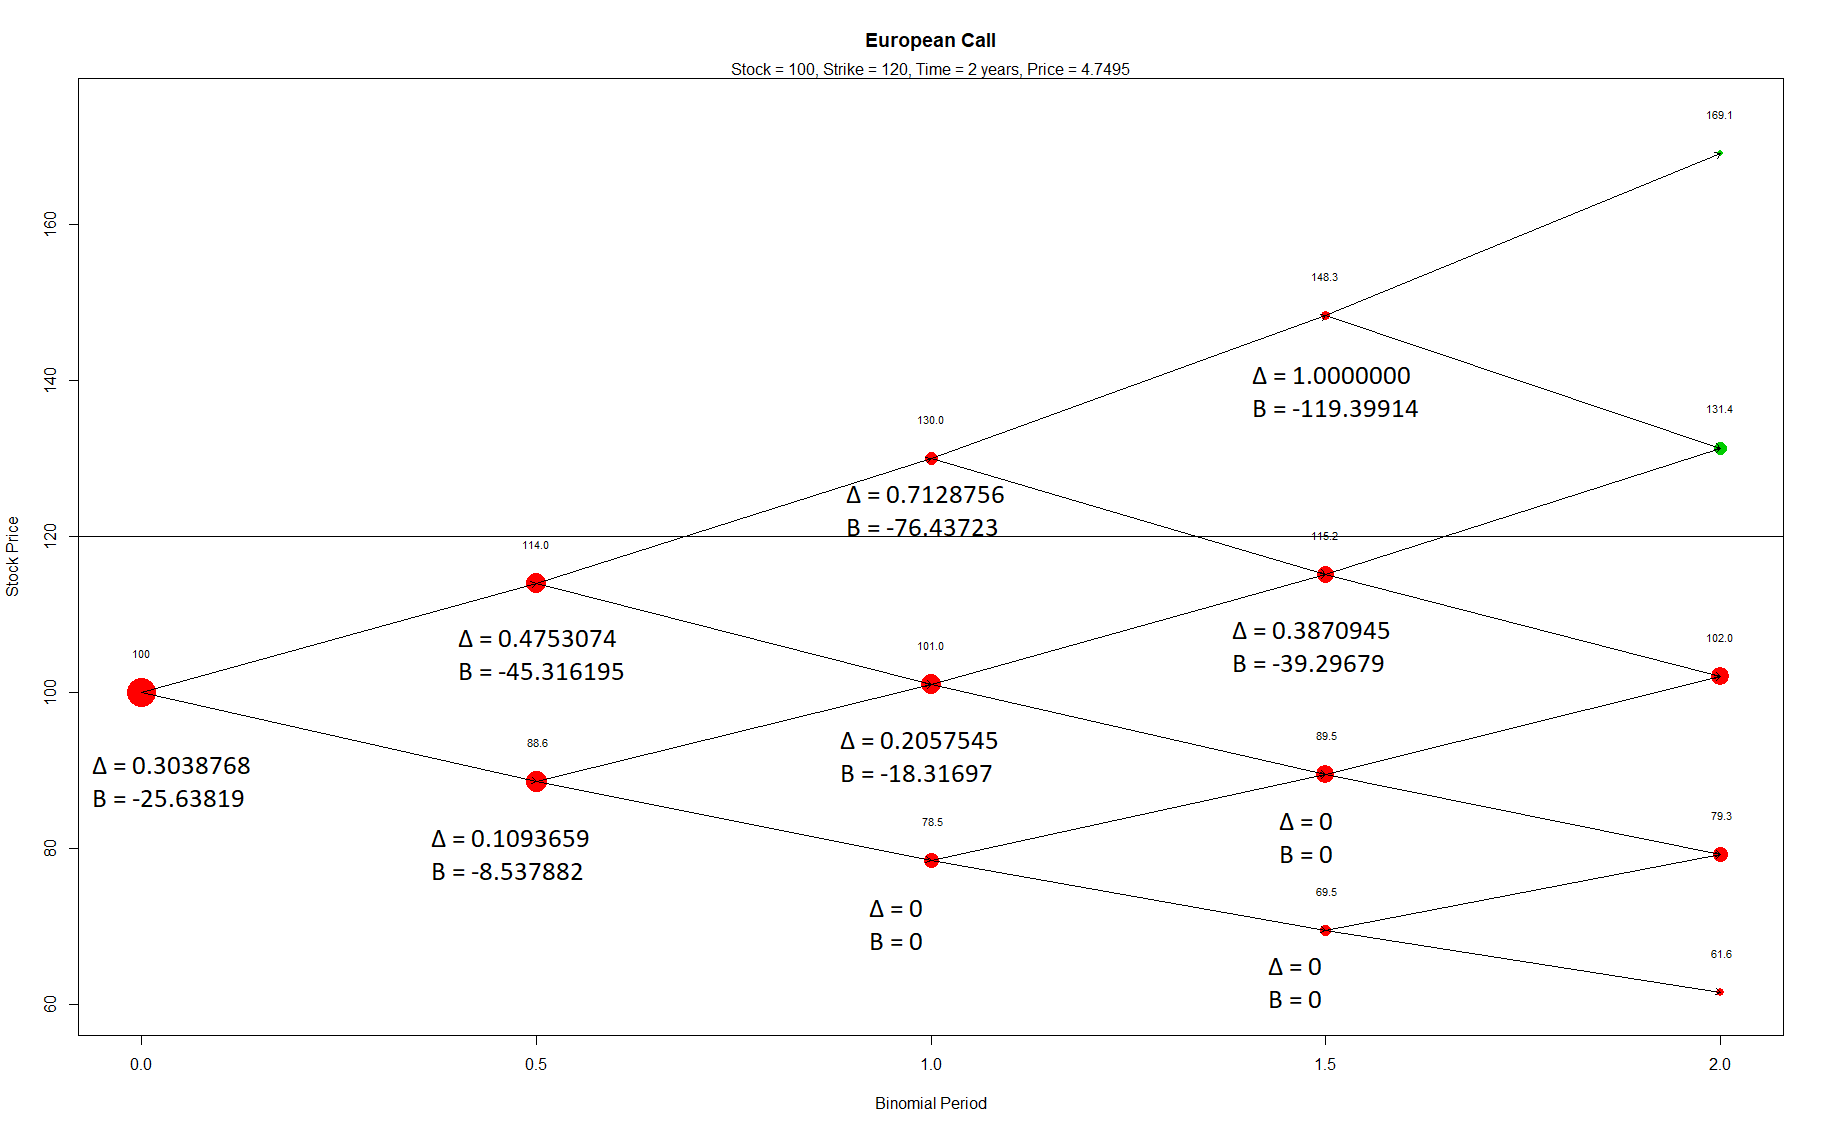 European Call
Stock = 100, Strike = 120, Time = 2 years, Price = 4.7495
169.1
160
148.3
140
Δ = 1.0000000
B = -119.39914
131.4
130.0
Δ = 0.7128756
B = -76.43723
120
115.2
114.0
Δ = 0.4753074
B = -45.316195
Δ = 0.3870945
B = -39.29679
102.0
101.0
100
100
Δ = 0.3038768
B = -25.63819
88.6
Δ = 0.2057545
B = -18.31697
89.5
Δ = 0
B = 0
80
Δ = 0.1093659
B = -8.537882
78.5
79.3
Δ = 0
B = 0
69.5
Δ = 0
B = 0
61.6
60
Stock Price
0.0
0.5
1.0
1.5
2.0
Binomial Period